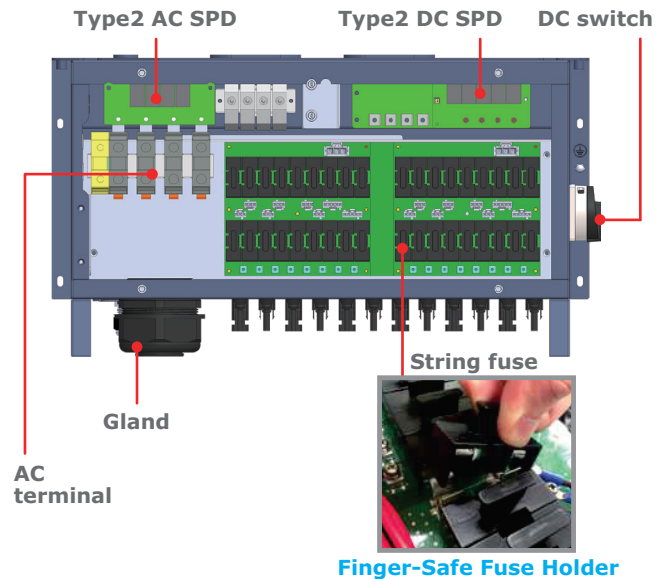 Type2 AC SPD
Type2 DC SPD
DC switch
String fuse
Gland
AC
terminal
Finger-Safe Fuse Holder